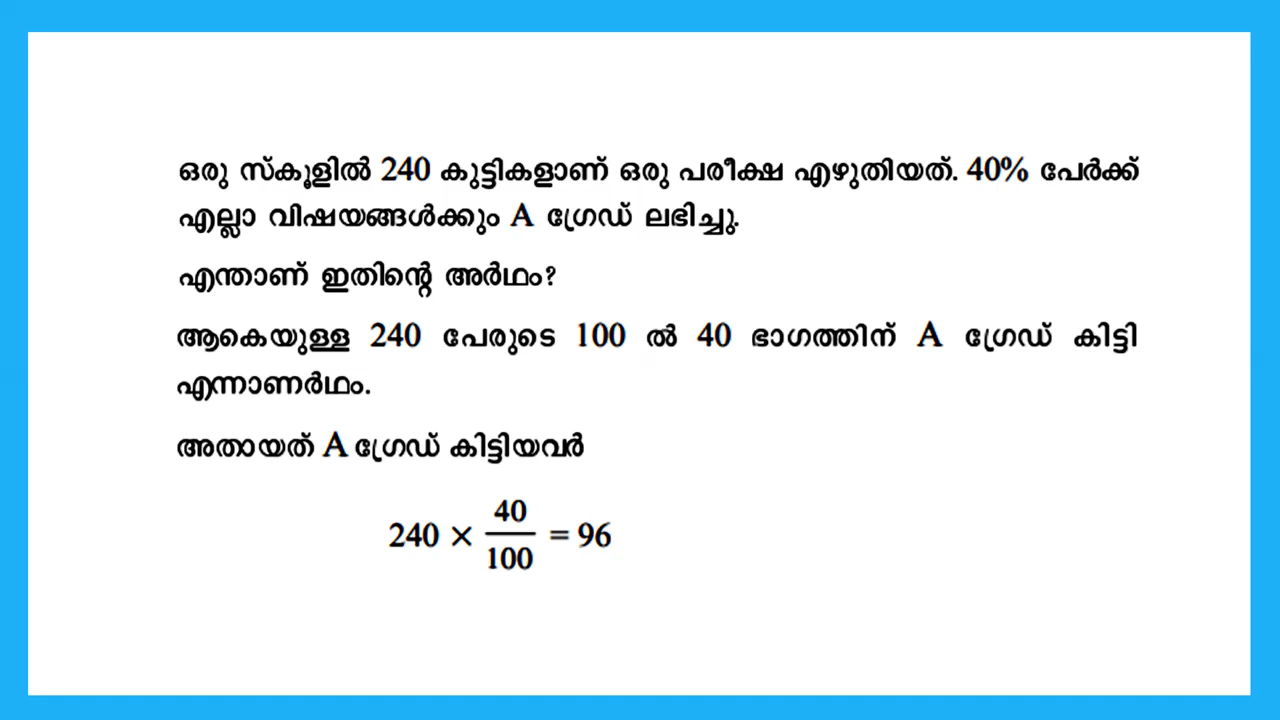 ഒരു സ്കൂളിൽ 240 കുട്ടികളാണ് ഒരു പരീക്ഷ എഴുതിയത്. 40% പേർക്ക്
എല്ലാ വിഷയങ്ങൾക്കും A ഗ്രേഡ് ലഭിച്ചു.
എന്താണ് ഇതിന്റെ അർഥം?
ആകെയുള്ള 240 പേരുടെ 100 ൽ 40 ഭാഗത്തിന് A ഗ്രേഡ് കിട്ടി
എന്നാണർഥം.
അതായത് A ഗ്രേഡ് കിട്ടിയവർ
240 × 40/100 = 96